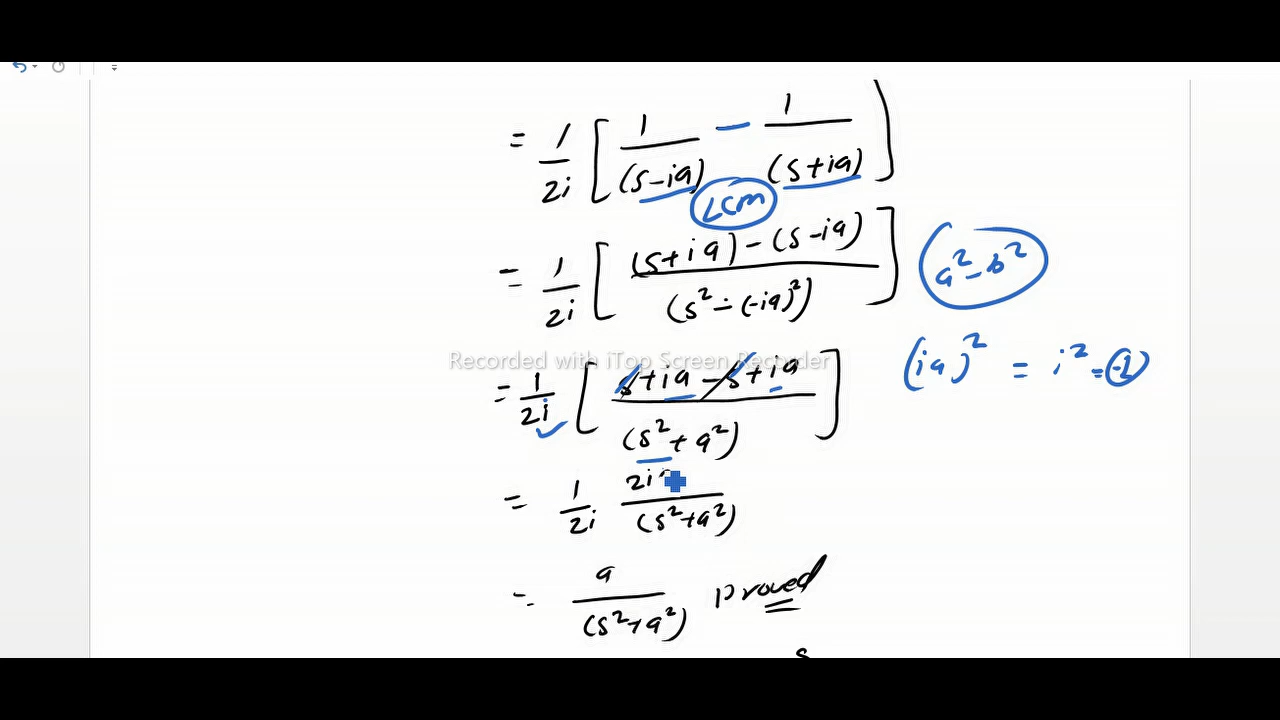 = 1/2i [ 1/(s-ia) - 1/(s+ia) ]
LCM
= 1/2i [ (s+ia)-(s-ia) / (s²-(-ia)²) ]
a²-b²
Recorded with iTop Screen Recorder
(ia)² = i² = -1
= 1/2i [ s+ia-s+ia / (s²+a²) ]
= 1/2i 2i / (s²+a²)
= a/(s²+a²) proved
s